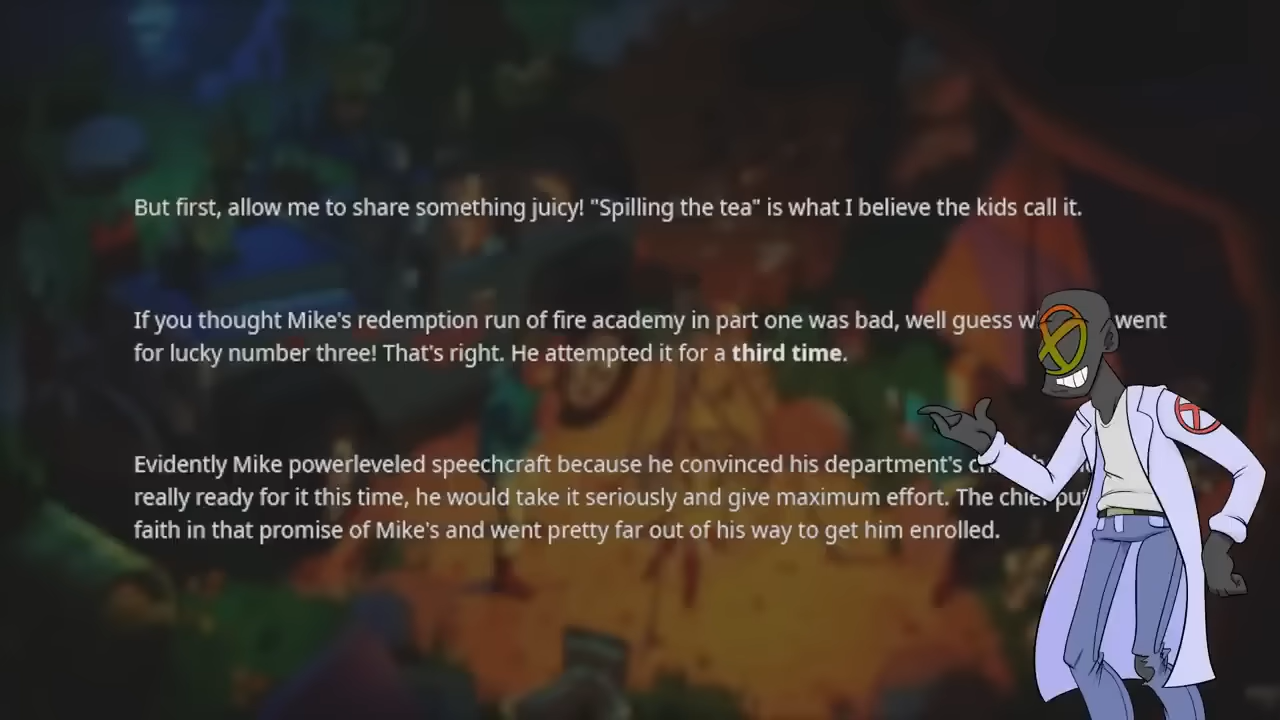 But first, allow me to share something juicy! "Spilling the tea" is what I believe the kids call it.
If you thought Mike's redemption run of fire academy in part one was bad, well guess went
for lucky number three! That's right. He attempted it for a third time.
Evidently Mike powerleveled speechcraft because he convinced his department's
really ready for it this time, he would take it seriously and give maximum effort. The chief put
faith in that promise of Mike's and went pretty far out of his way to get him enrolled.